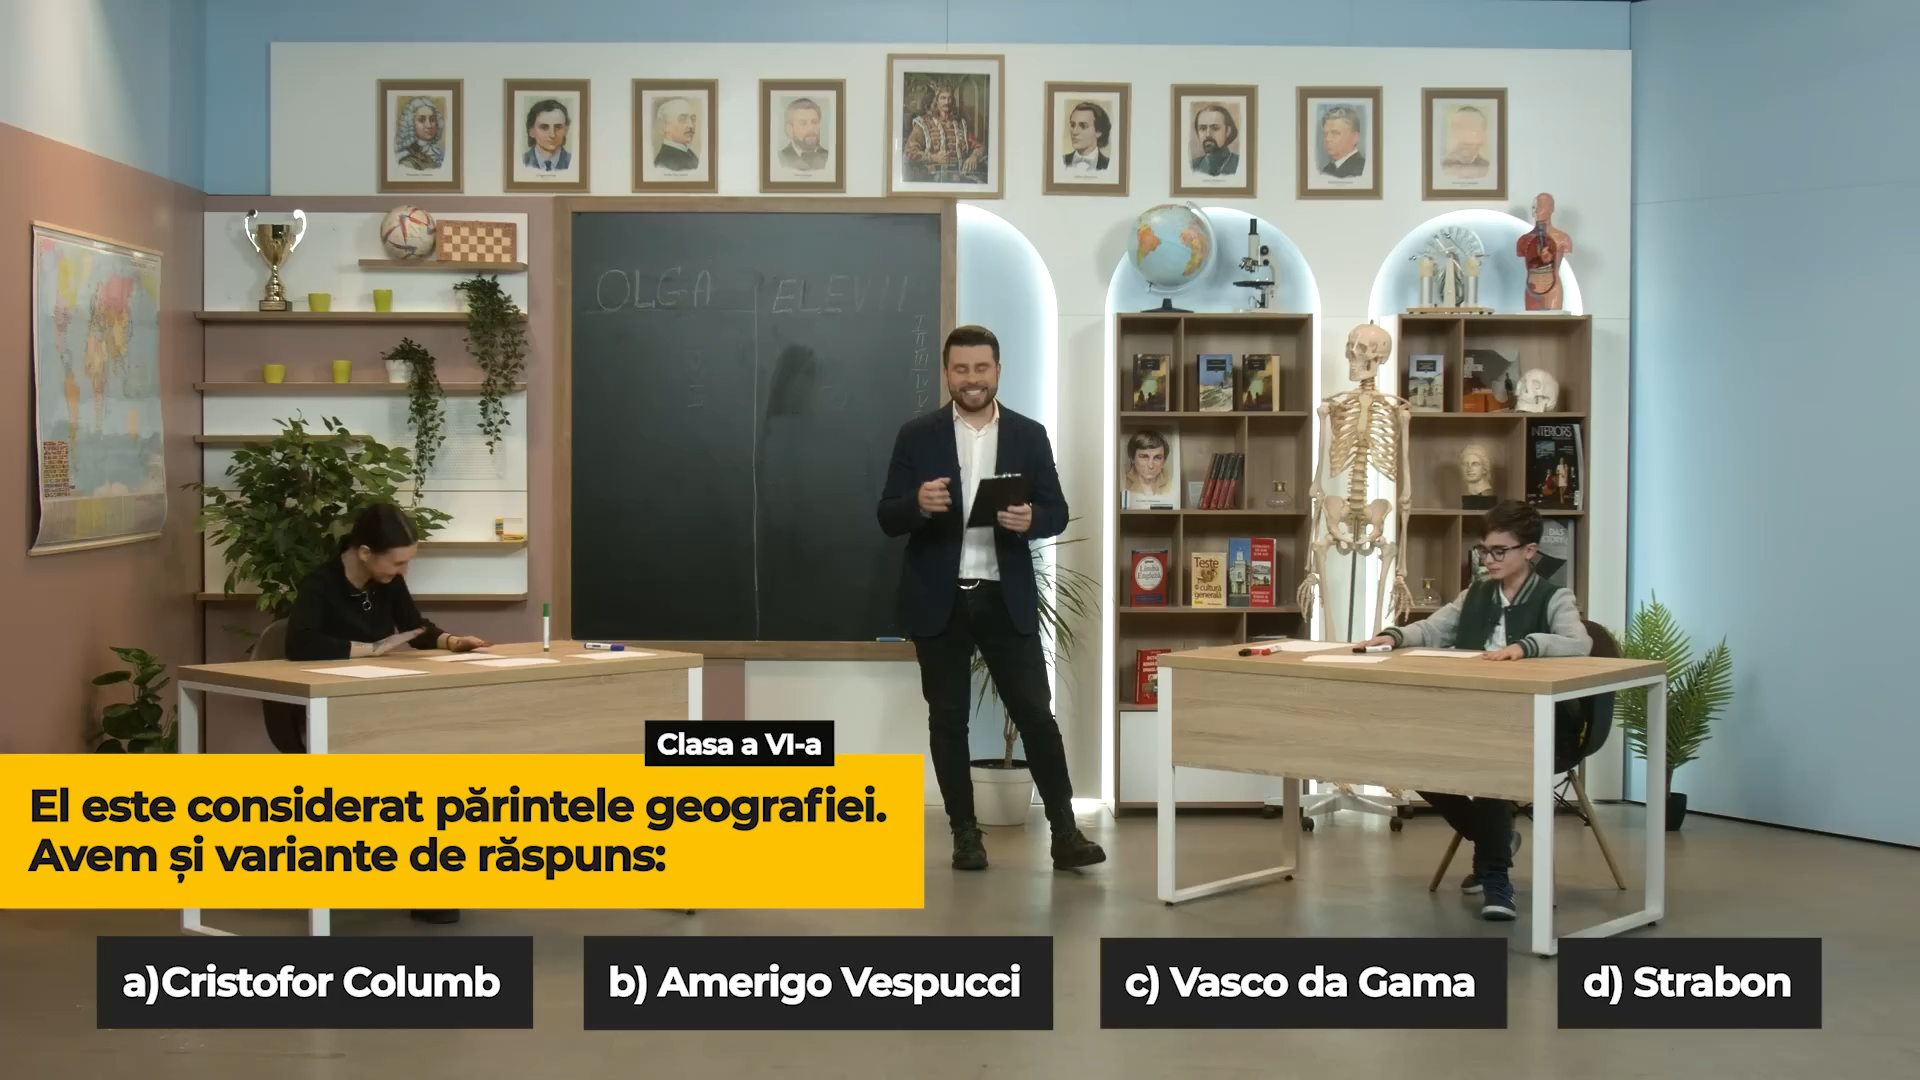 OLGA
ELEVII
INTERIORS
Limba
Engleză
Teste
cultură
generală
Clasa a VI-a
El este considerat părintele geografiei.
Avem și variante de răspuns:
a)Cristofor Columb
b) Amerigo Vespucci
c) Vasco da Gama
d) Strabon